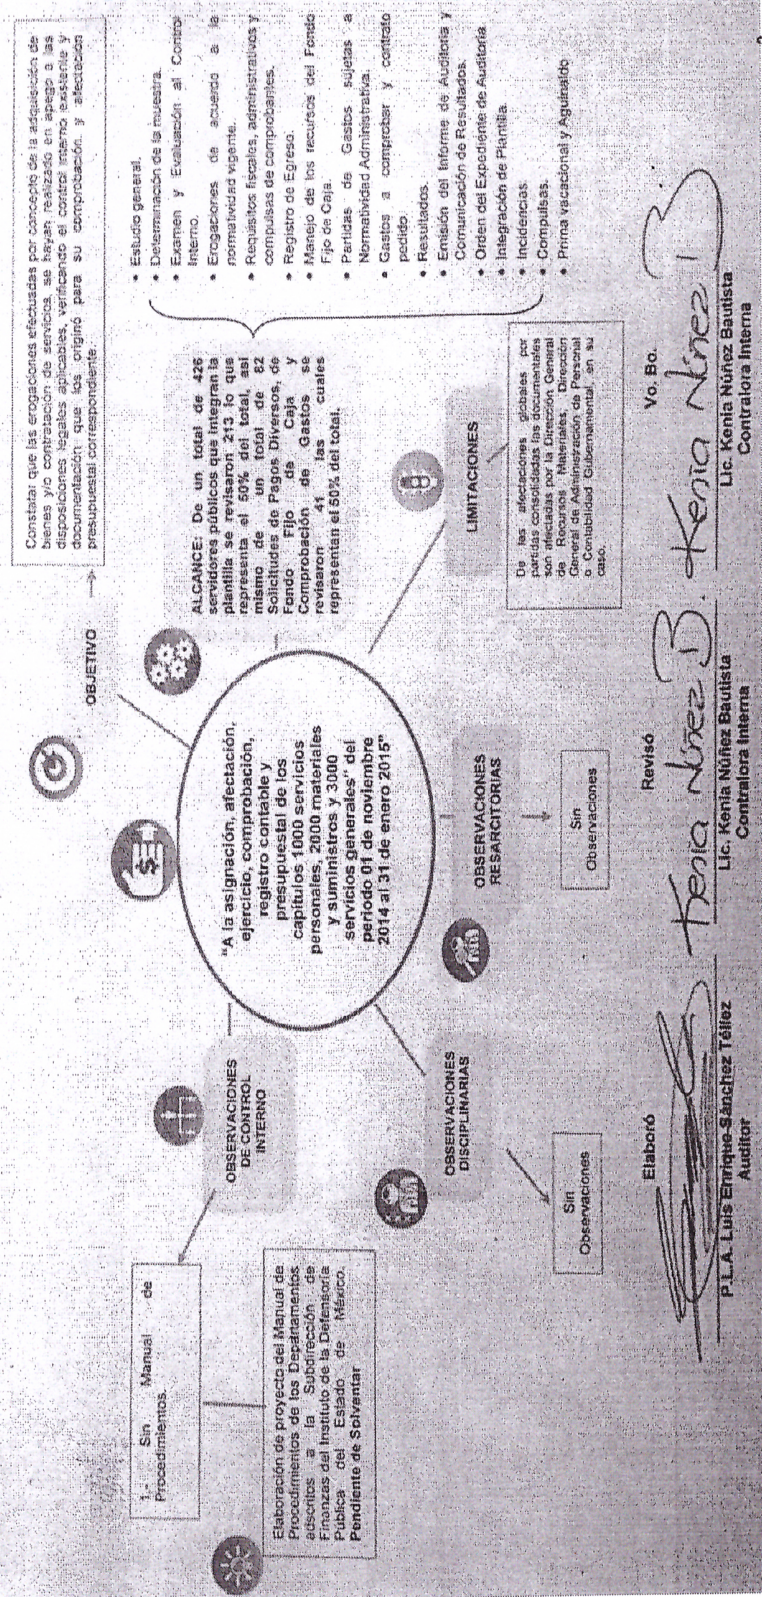 OBJETIVO
Constatar que las erogaciones efectuadas por concepto de la adquisición de
bienes y/o contratación de servicios, se hayan realizado en apego a las
disposiciones legales aplicables, verificando el control interno existente y
documentación que los originó para su comprobación y afectación
presupuestal correspondiente
"A la asignación, afectación,
ejercicio, comprobación,
registro contable y
presupuestal de los
capítulos 1000 servicios
personales, 2000 materiales
y suministros y 3000
servicios generales" del
periodo 01 de noviembre
2014 al 31 de enero 2015"
ALCANCE: De un total de 426
servidores públicos que integran la
plantilla se revisaron 213 lo que
representa el 50% del total, así
mismo de un total de 82
Solicitudes de Pagos Diversos, de
Fondo Fijo de Caja y
Comprobación de Gastos se
revisaron 41 las cuales
representan el 50% del total.
• Estudio general.
• Determinación de la muestra.
• Examen y Evaluación al Control
Interno.
• Erogaciones de acuerdo a la
normatividad vigente.
• Requisitos fiscales, administrativos y
compulsas de comprobantes.
• Registro de Egreso.
• Manejo de los recursos del Fondo
Fijo de Caja.
• Partidas de Gastos sujetas a
Normatividad Administrativa.
• Gastos a comprobar y contrato
pedido.
• Resultados.
• Emisión del Informe de Auditoría y
Comunicación de Resultados.
• Orden del Expediente de Auditoría
• Integración de Plantilla.
• Incidencias.
• Compulsas.
• Prima vacacional y Aguinaldo
LIMITACIONES
De las afectaciones globales por
partidas consolidadas las documentales
son afectadas por la Dirección General
de Recursos Materiales, Dirección
General de Administración de Personal
o Contabilidad Gubernamental, en su
caso.
OBSERVACIONES
DE CONTROL
INTERNO
1.- Sin Manual de
Procedimientos.
Elaboración de proyecto del Manual de
Procedimientos de los Departamentos
adscritos a la Subdirección de
Finanzas del Instituto de la Defensoría
Pública del Estado de México.
Pendiente de Solventar
OBSERVACIONES
DISCIPLINARIAS
Sin
Observaciones
OBSERVACIONES
RESARCITORIAS
Sin
Observaciones
Elaboró
P.L.A. Luis Enrique Sánchez Téllez
Auditor
Revisó
Kenia Núñez B.
Lic. Kenia Núñez Bautista
Contralora Interna
Vo. Bo.
Kenia Núñez B.
Lic. Kenia Núñez Bautista
Contralora Interna